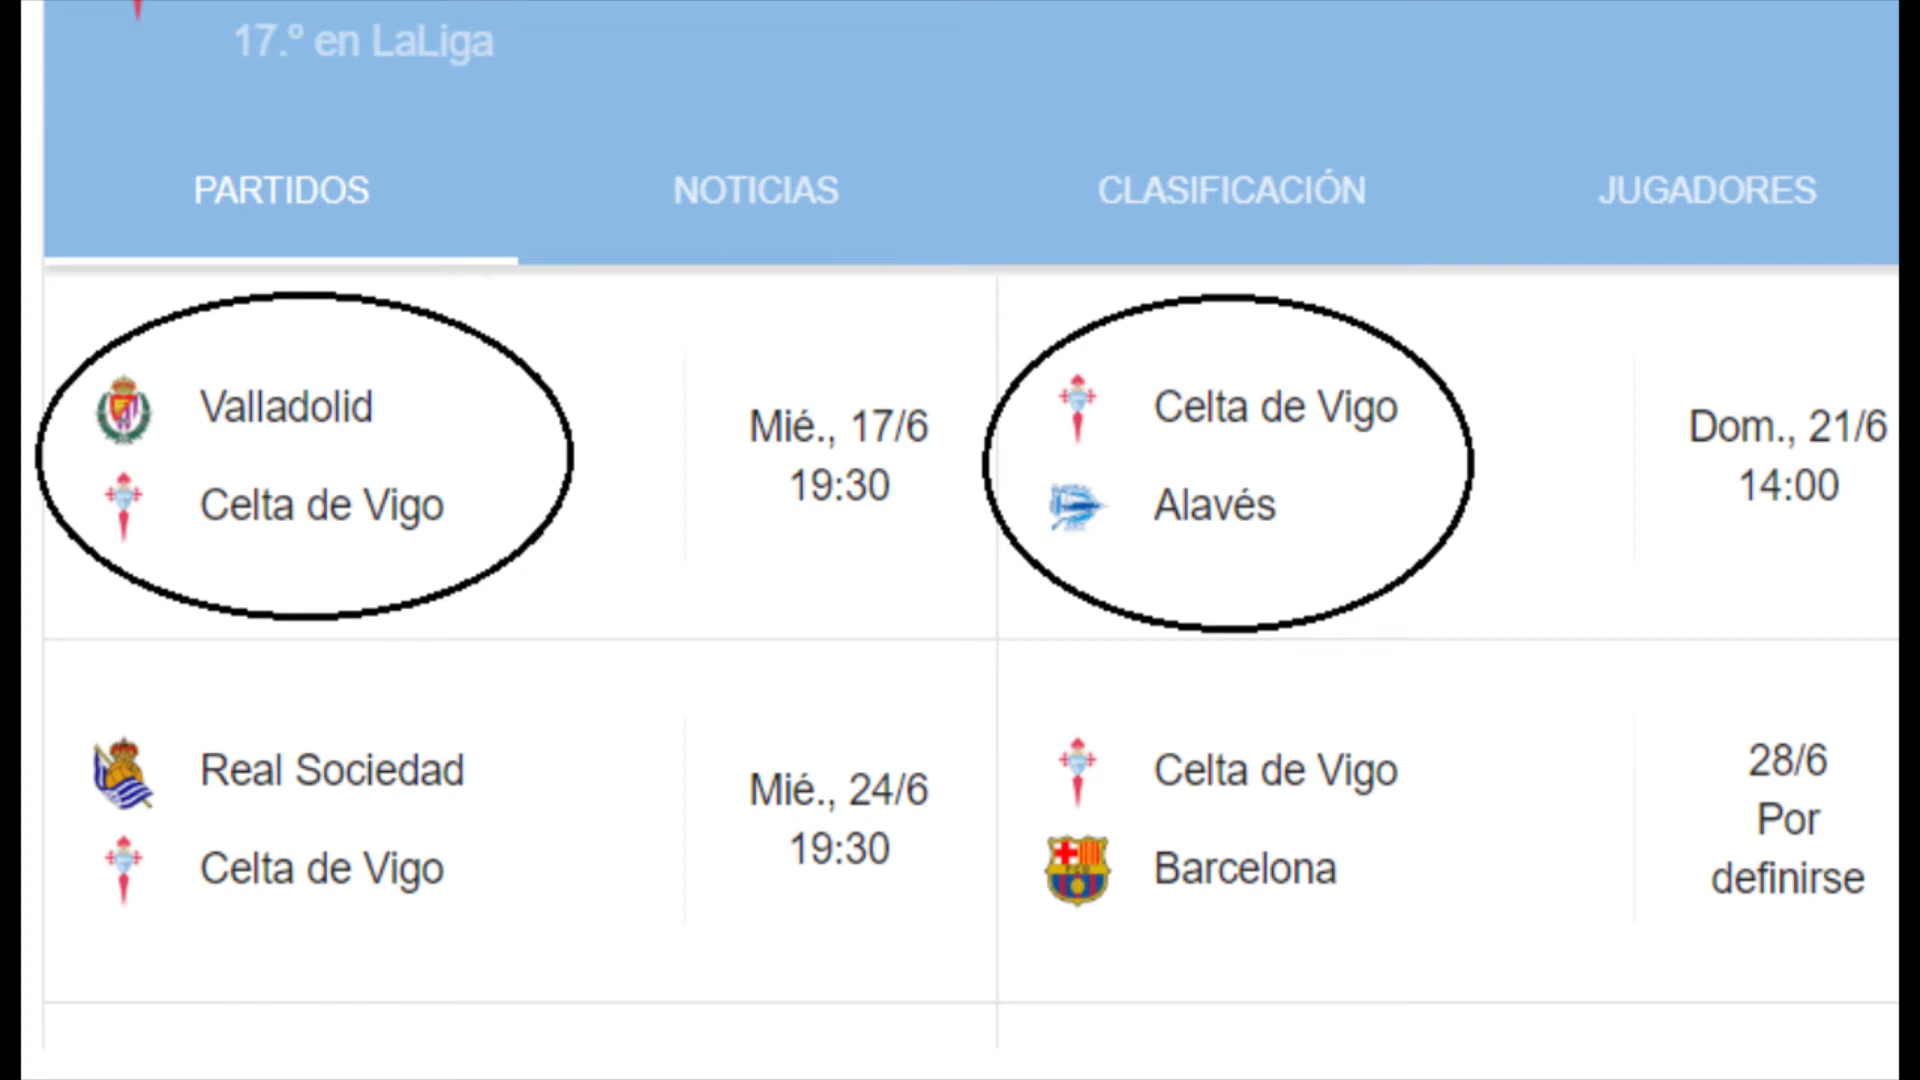 17.º en LaLiga
PARTIDOS
NOTICIAS
CLASIFICACIÓN
JUGADORES
Valladolid
Celta de Vigo
Mié., 17/6
19:30
Celta de Vigo
Alavés
Dom., 21/6
14:00
Real Sociedad
Celta de Vigo
Mié., 24/6
19:30
Celta de Vigo
Barcelona
28/6
Por
definirse